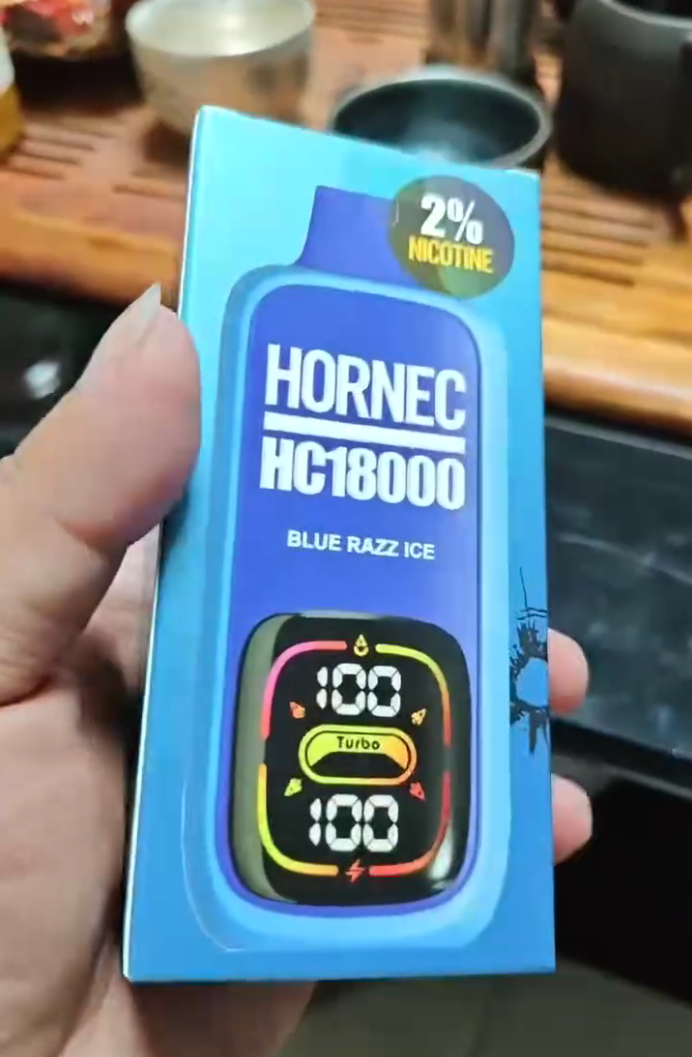 2%
NICOTINE
HORNEC
HC18000
BLUE RAZZ ICE
100
Turbo
100